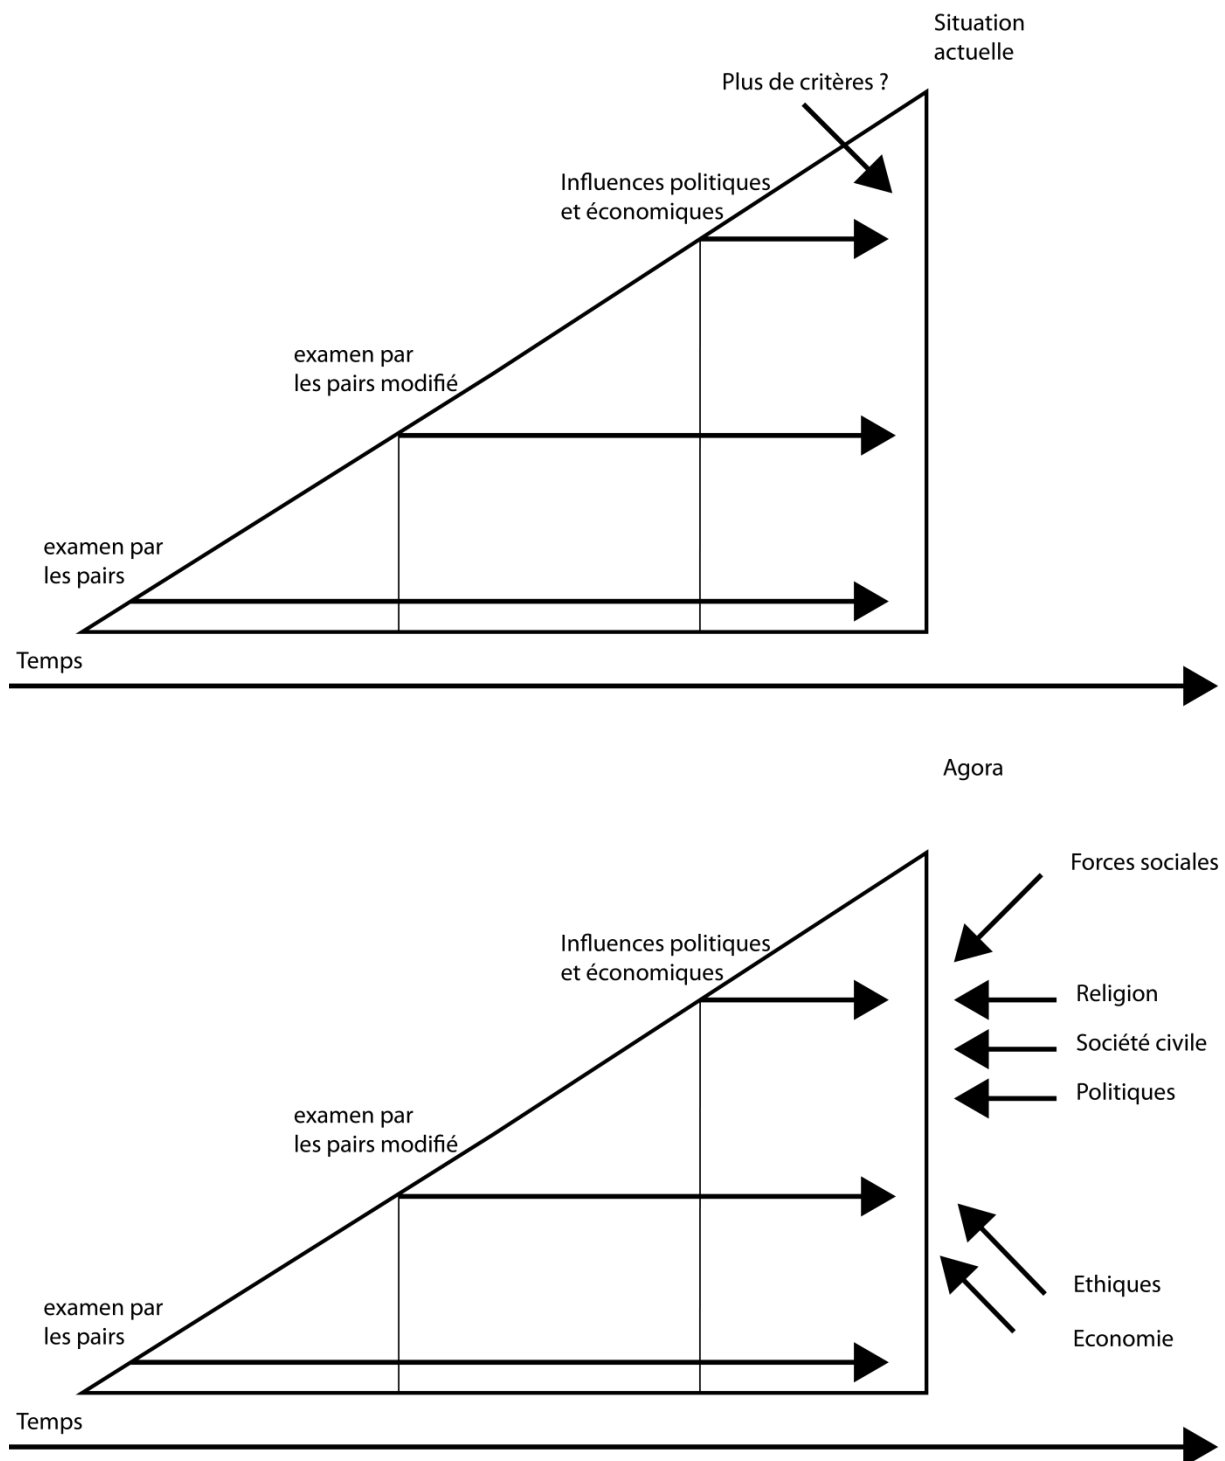 Situation
actuelle
Plus de critères ?
Influences politiques
et économiques
examen par
les pairs modifié
examen par
les pairs
Temps
Agora
Forces sociales
Influences politiques
et économiques
Religion
Société civile
Politiques
examen par
les pairs modifié
Ethiques
examen par
les pairs
Economie
Temps